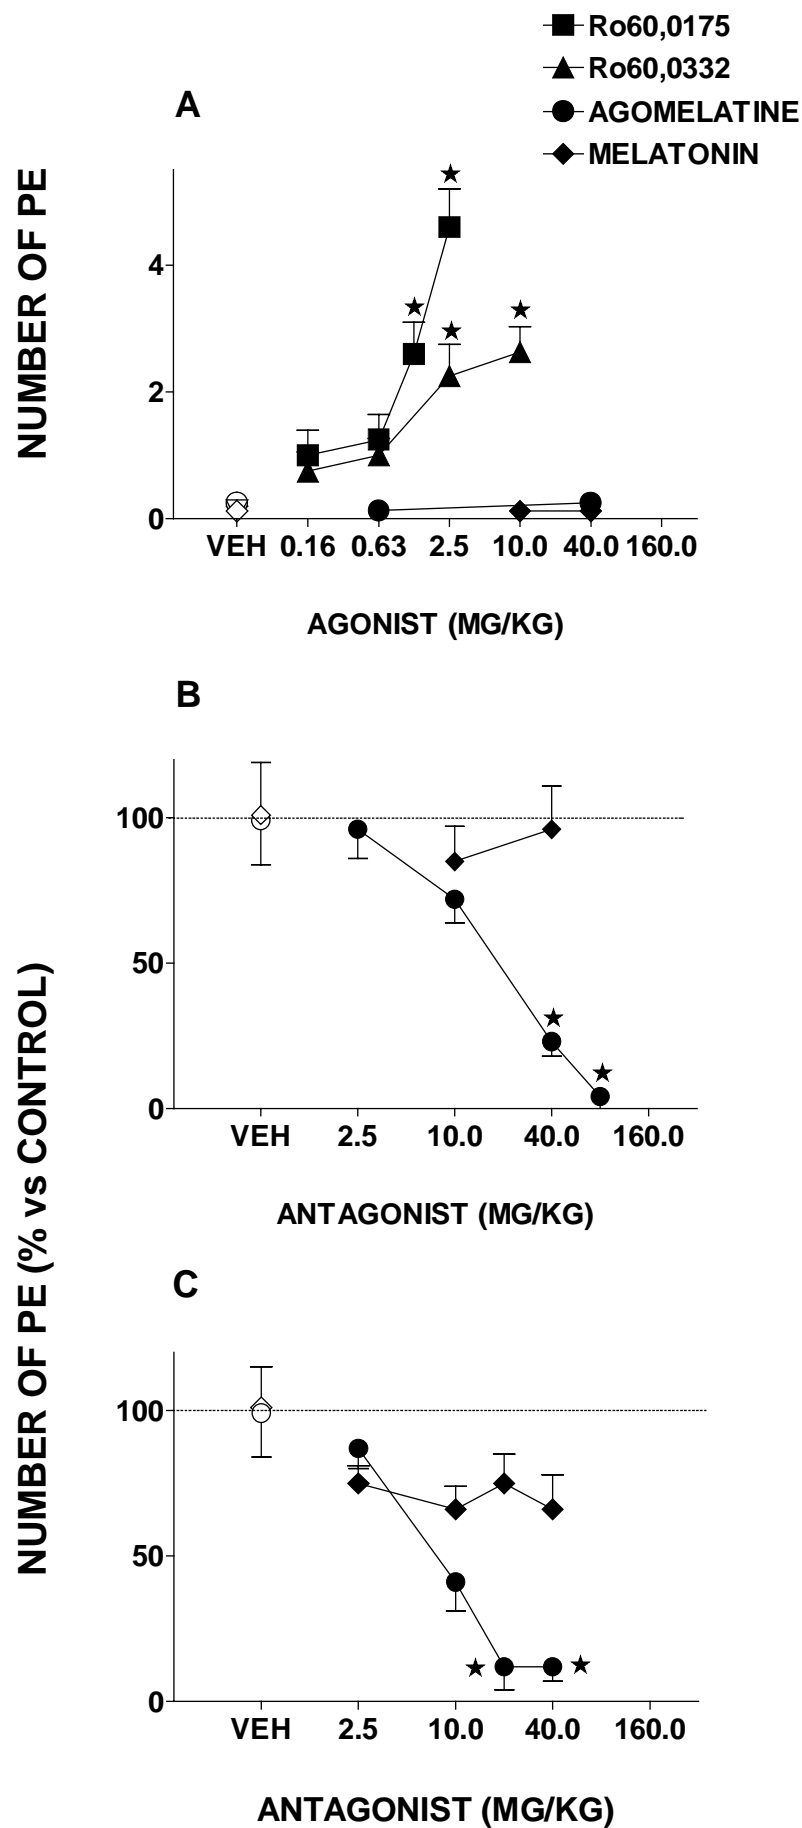 Ro60,0175
Ro60,0332
AGOMELATINE
MELATONIN
A
NUMBER OF PE
4
2
0
VEH 0.16 0.63 2.5 10.0 40.0 160.0
AGONIST (MG/KG)
B
NUMBER OF PE (% vs CONTROL)
100
50
0
VEH 2.5 10.0 40.0 160.0
ANTAGONIST (MG/KG)
C
100
50
0
VEH 2.5 10.0 40.0 160.0
ANTAGONIST (MG/KG)